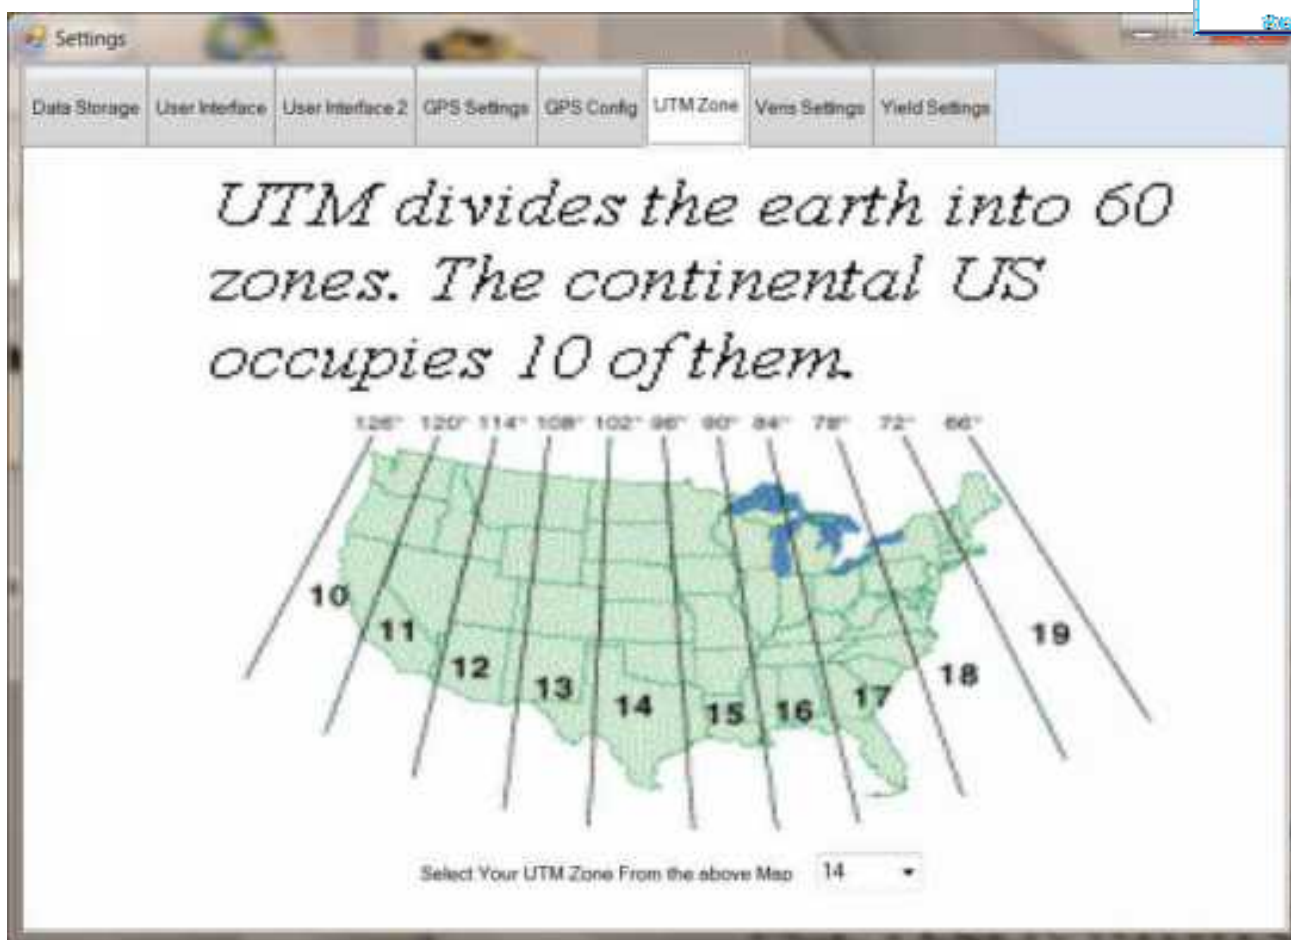 Settings
Data Storage User Interface User Interface 2 GPS Settings GPS Config UTM Zone Veris Settings Yield Settings
UTM divides the earth into 60
zones. The continental US
occupies 10 of them.
126° 120° 114° 108° 102° 96° 90° 84° 78° 72° 66°
10
11
12
13
14
15
16
17
18
19
Select Your UTM Zone From the above Map 14